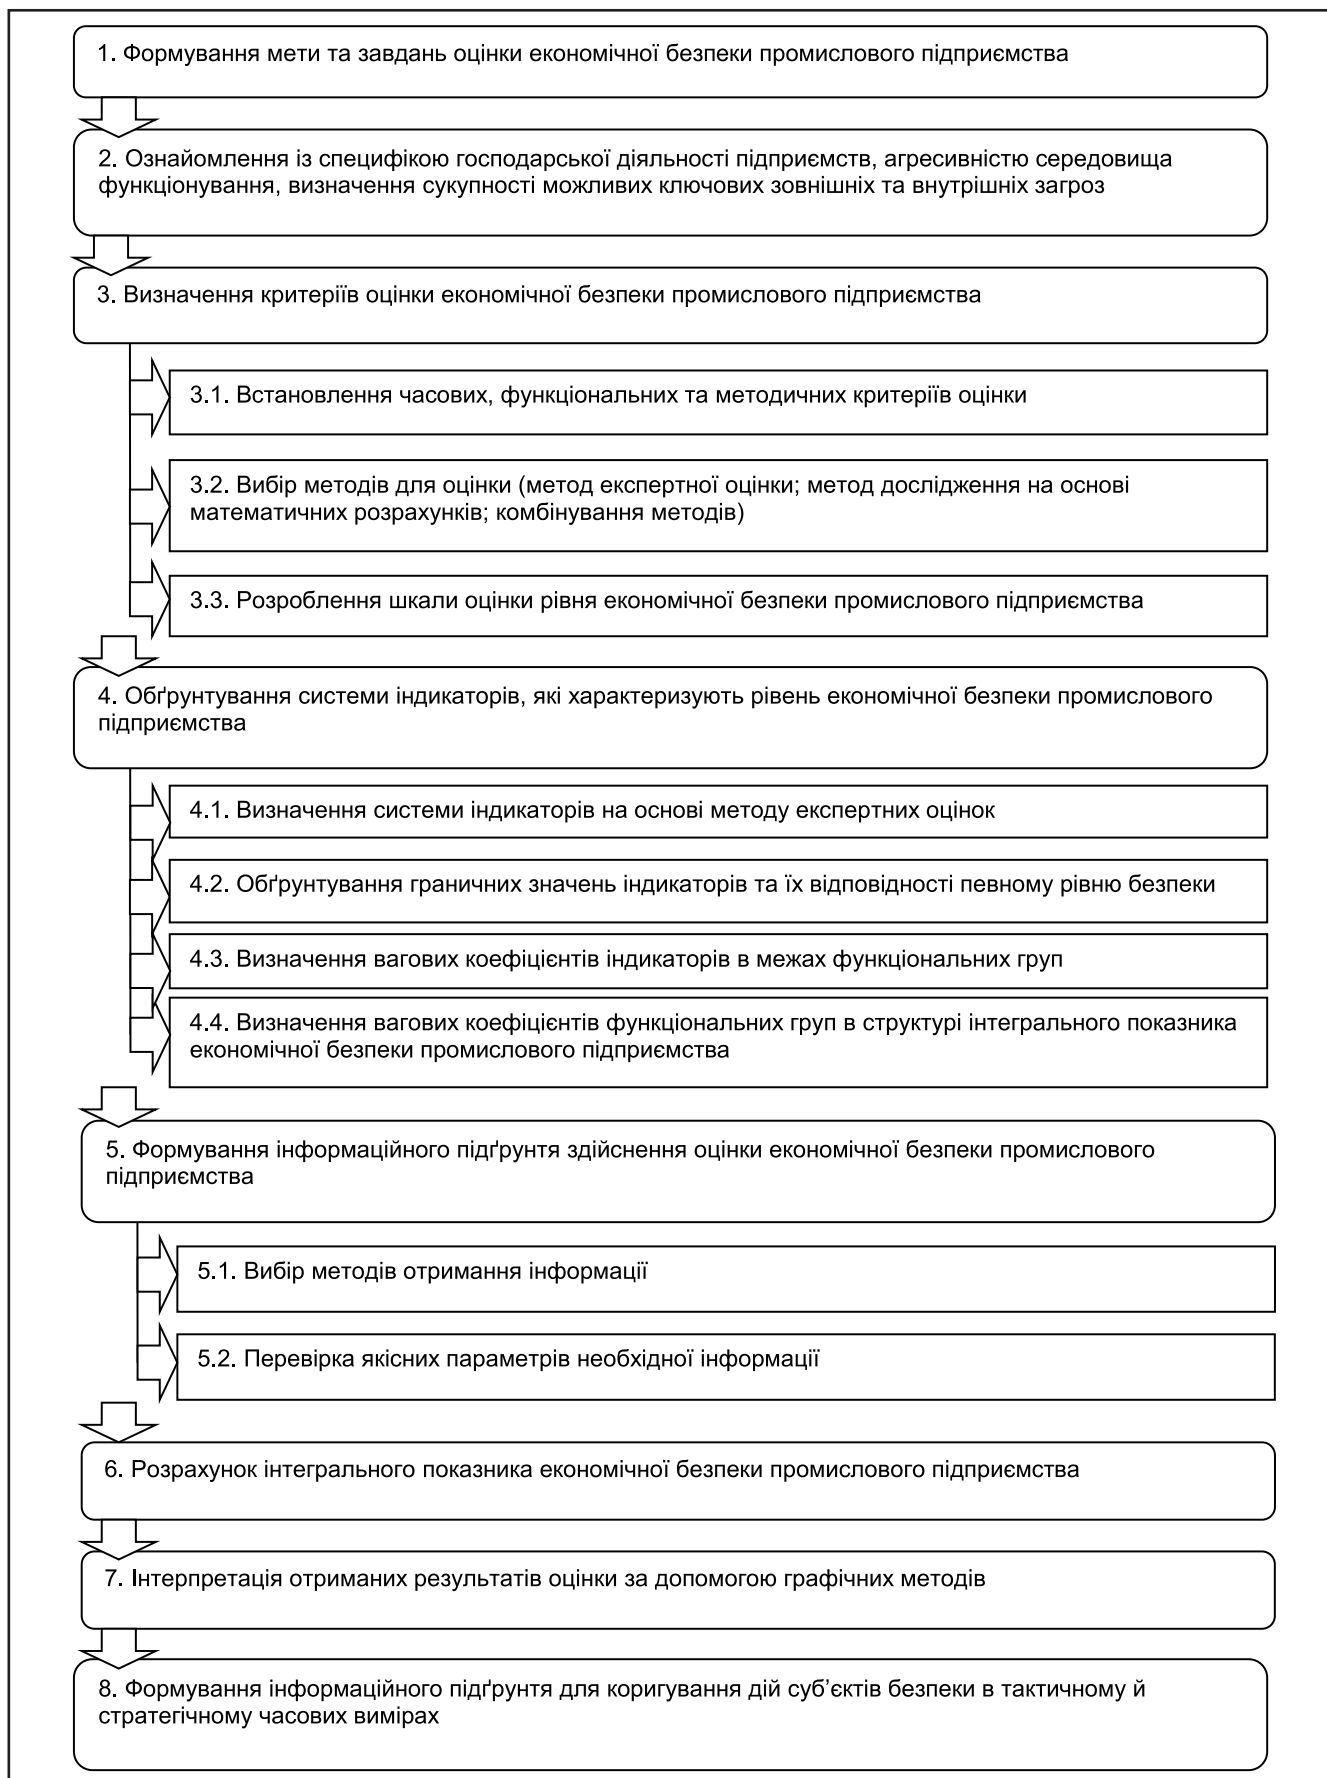 1. Формування мети та завдань оцінки економічної безпеки промислового підприємства
2. Ознайомлення із специфікою господарської діяльності підприємств, агресивністю середовища
функціонування, визначення сукупності можливих ключових зовнішніх та внутрішніх загроз
3. Визначення критеріїв оцінки економічної безпеки промислового підприємства
3.1. Встановлення часових, функціональних та методичних критеріїв оцінки
3.2. Вибір методів для оцінки (метод експертної оцінки; метод дослідження на основі
математичних розрахунків; комбінування методів)
3.3. Розроблення шкали оцінки рівня економічної безпеки промислового підприємства
4. Обґрунтування системи індикаторів, які характеризують рівень економічної безпеки промислового
підприємства
4.1. Визначення системи індикаторів на основі методу експертних оцінок
4.2. Обґрунтування граничних значень індикаторів та їх відповідності певному рівню безпеки
4.3. Визначення вагових коефіцієнтів індикаторів в межах функціональних груп
4.4. Визначення вагових коефіцієнтів функціональних груп в структурі інтегрального показника
економічної безпеки промислового підприємства
5. Формування інформаційного підґрунтя здійснення оцінки економічної безпеки промислового
підприємства
5.1. Вибір методів отримання інформації
5.2. Перевірка якісних параметрів необхідної інформації
6. Розрахунок інтегрального показника економічної безпеки промислового підприємства
7. Інтерпретація отриманих результатів оцінки за допомогою графічних методів
8. Формування інформаційного підґрунтя для коригування дій суб’єктів безпеки в тактичному й
стратегічному часових вимірах